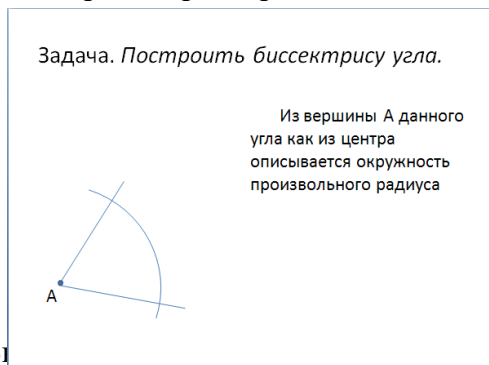 Задача. Построить биссектрису угла.
Из вершины А данного
угла как из центра
описывается окружность
произвольного радиуса
А